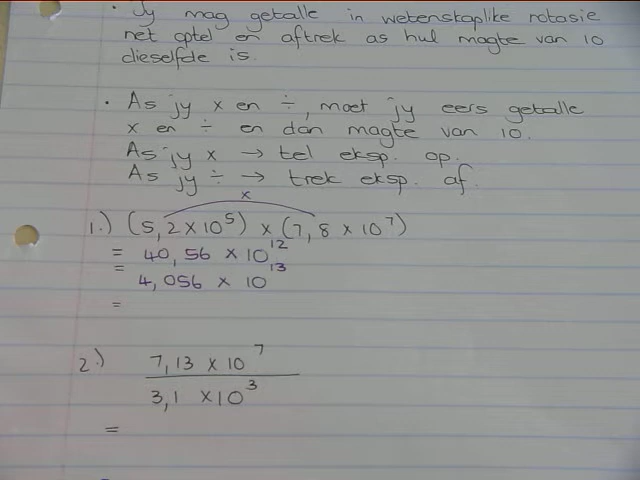 • Jy mag getalle in wetenskaplike notasie
net optel en aftrek as hul magte van 10
dieselfde is.
• As jy x en ÷, moet jy eers getalle
x en ÷ en dan magte van 10.
As jy x → tel eksp. op.
As jy ÷ → trek eksp. af.
x
1.) (5,2 x 10⁵) x (7,8 x 10⁷)
= 40,56 x 10¹²
= 4,056 x 10¹³
=
2.) 7,13 x 10⁷
3,1 x 10³
=